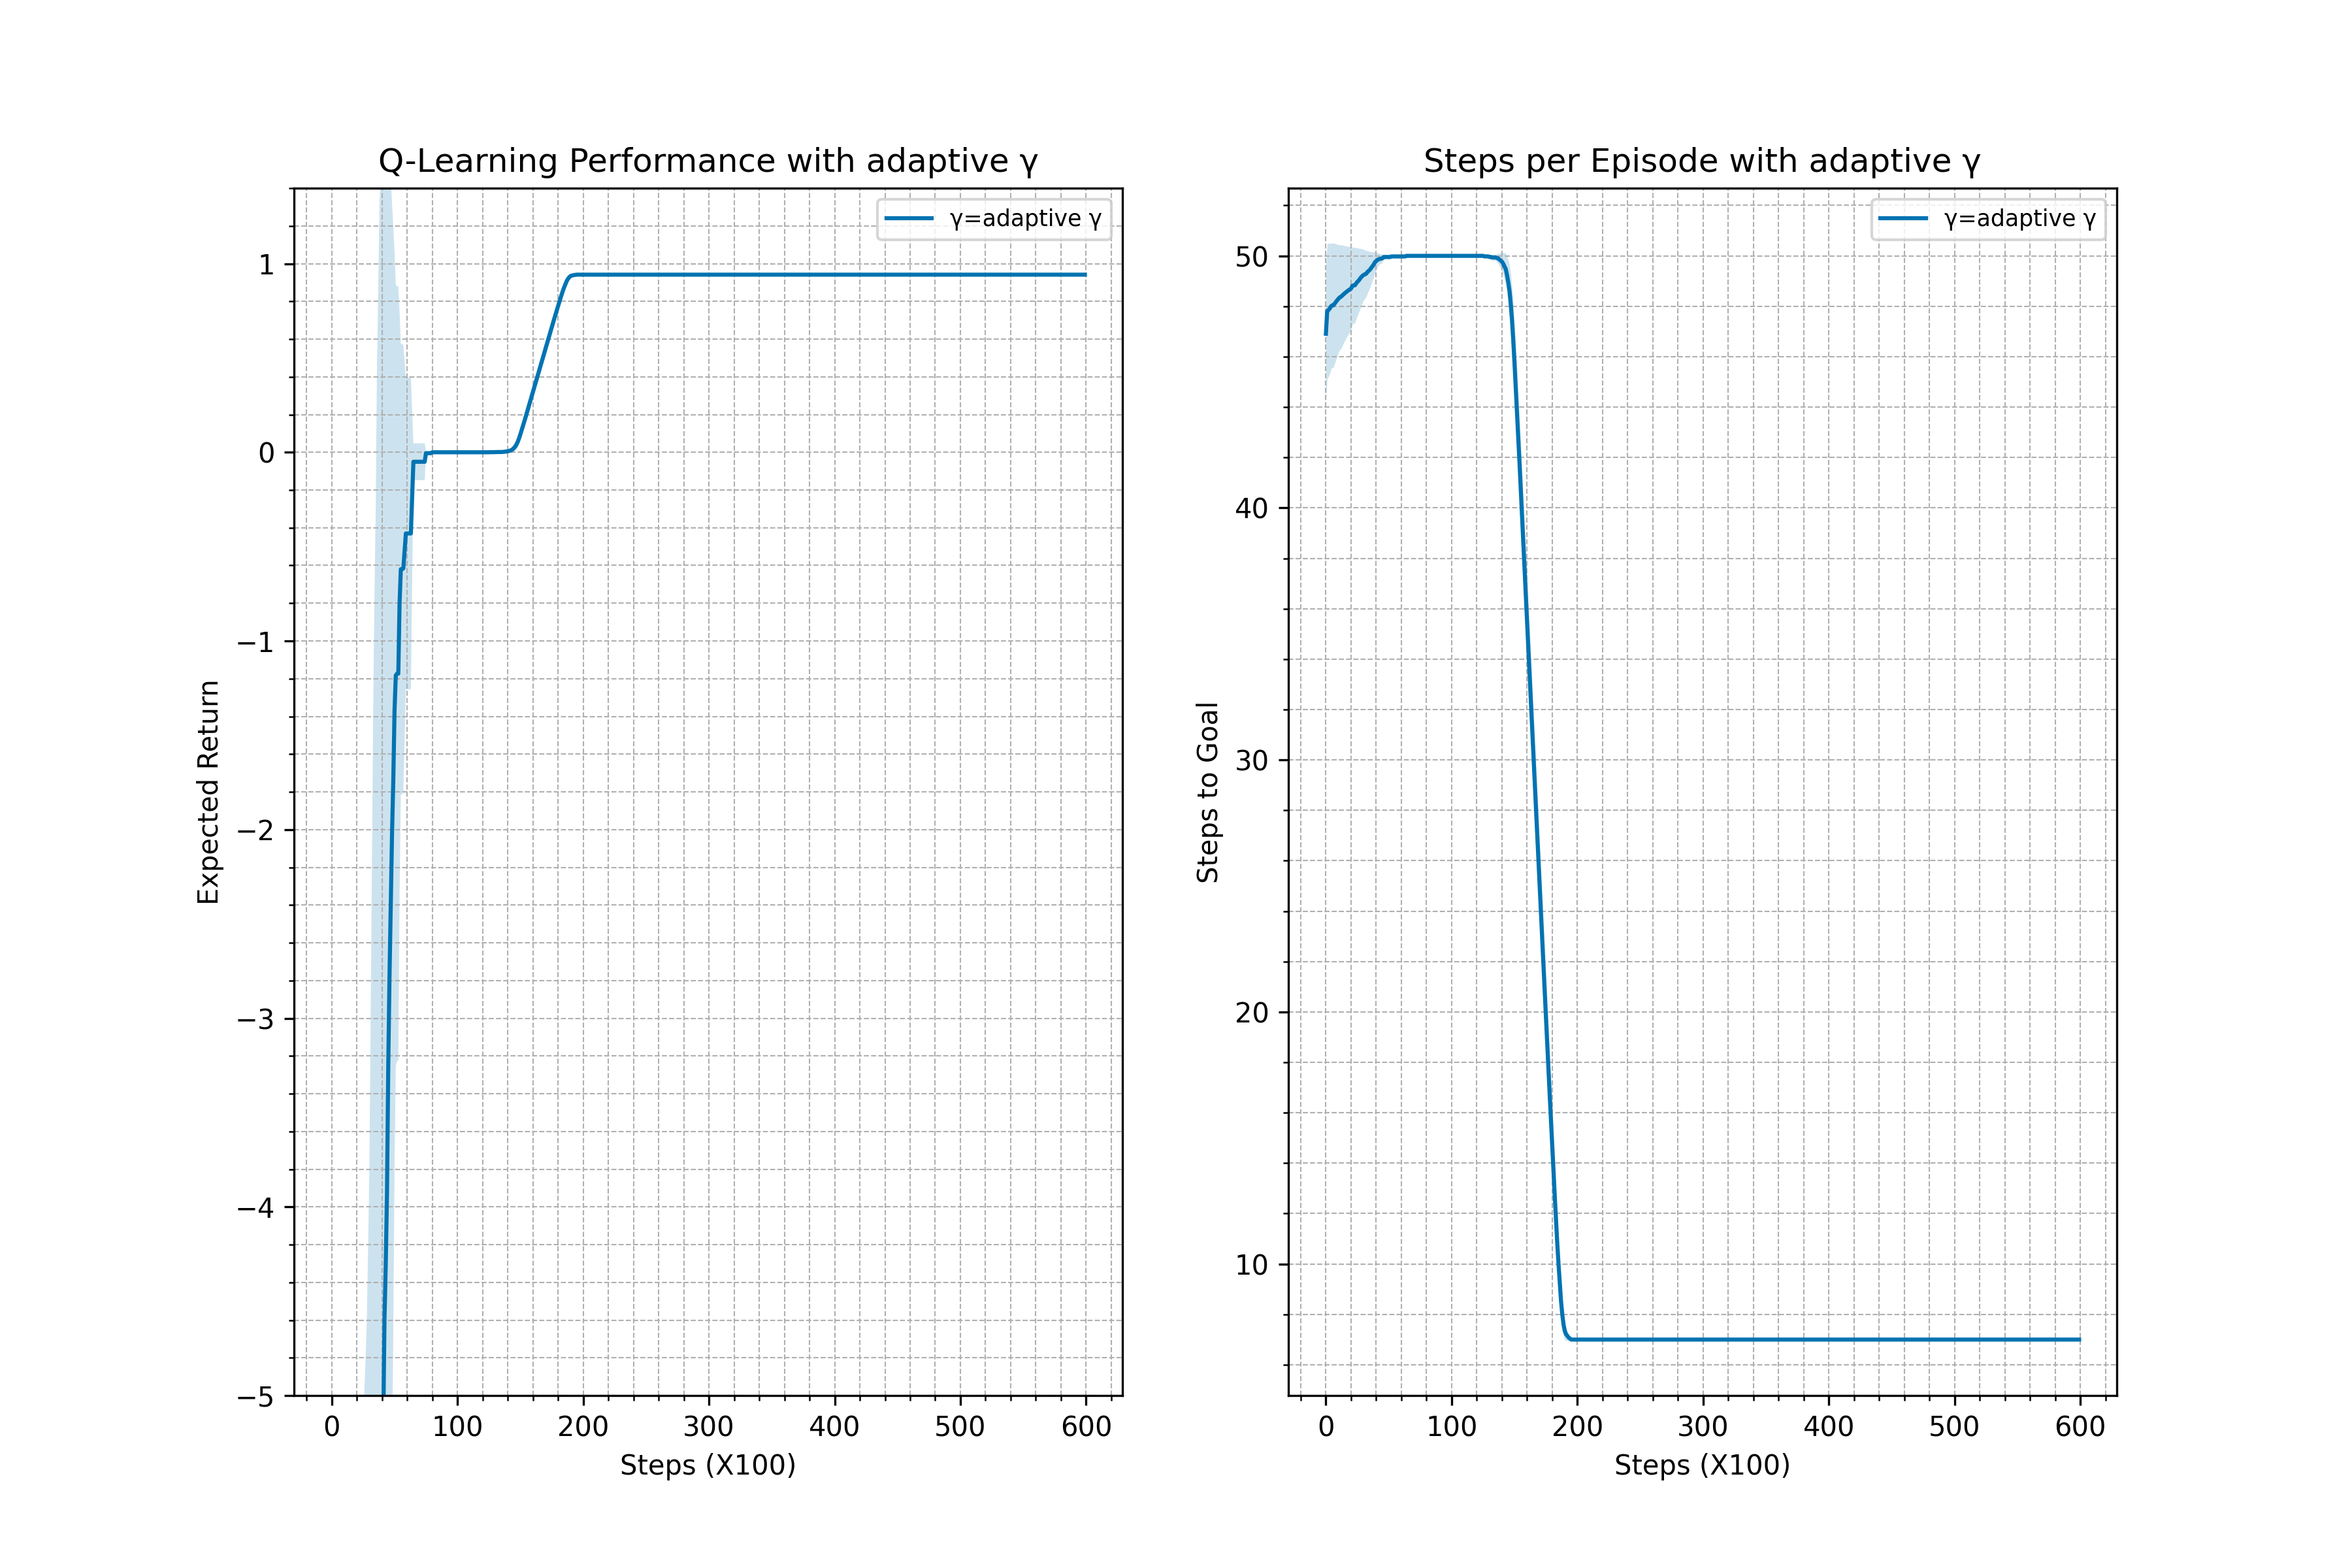 Q-Learning Performance with adaptive γ
γ=adaptive γ
Expected Return
1
0
−1
−2
−3
−4
−5
0 100 200 300 400 500 600
Steps (X100)
Steps per Episode with adaptive γ
γ=adaptive γ
Steps to Goal
50
40
30
20
10
0 100 200 300 400 500 600
Steps (X100)